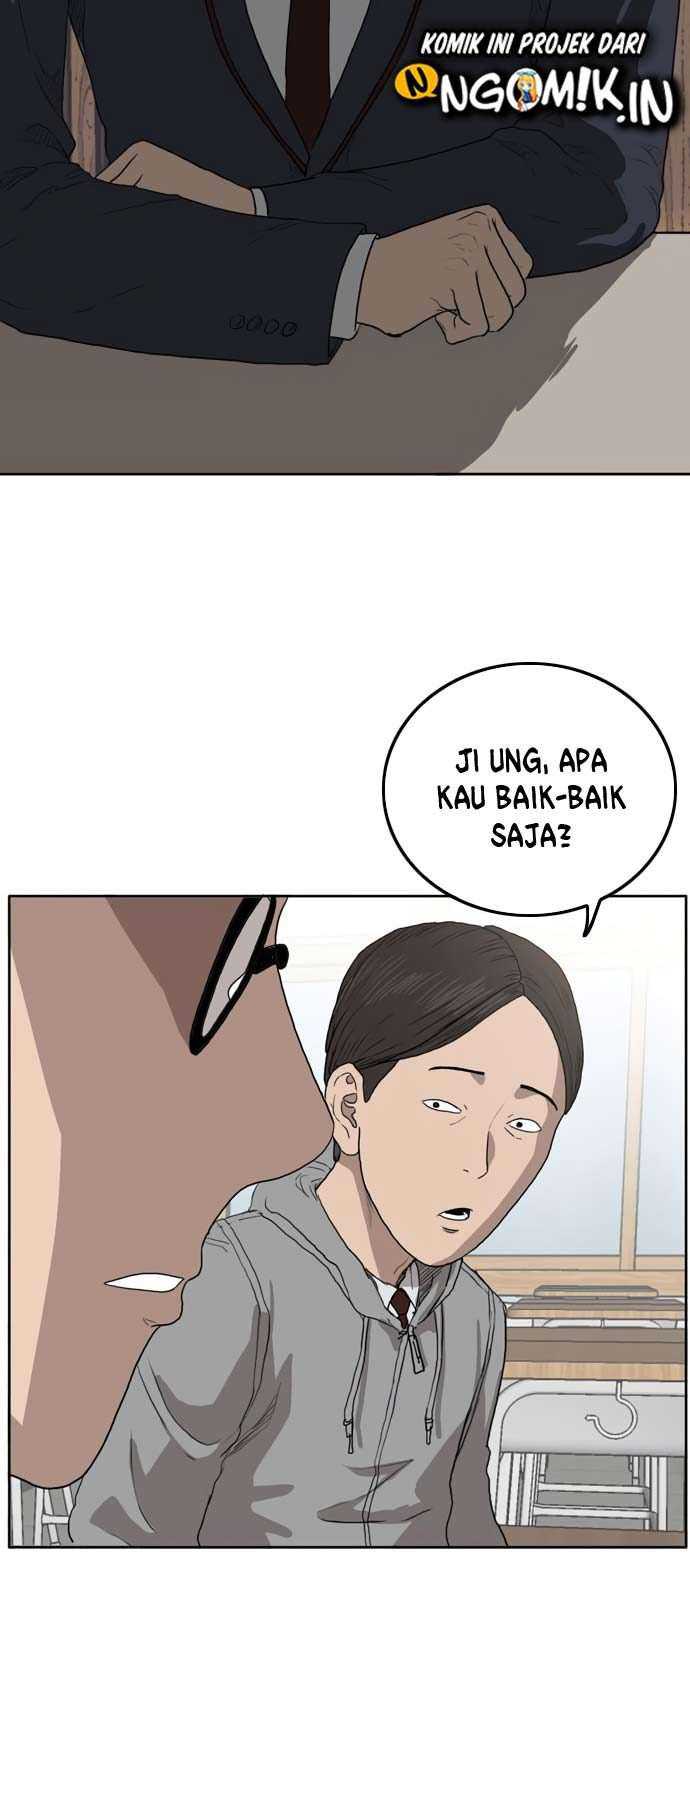 KOMIK INI PROJEK DARI
N NGOMIK.IN
JI UNG, APA
KAU BAIK-BAIK
SAJA?